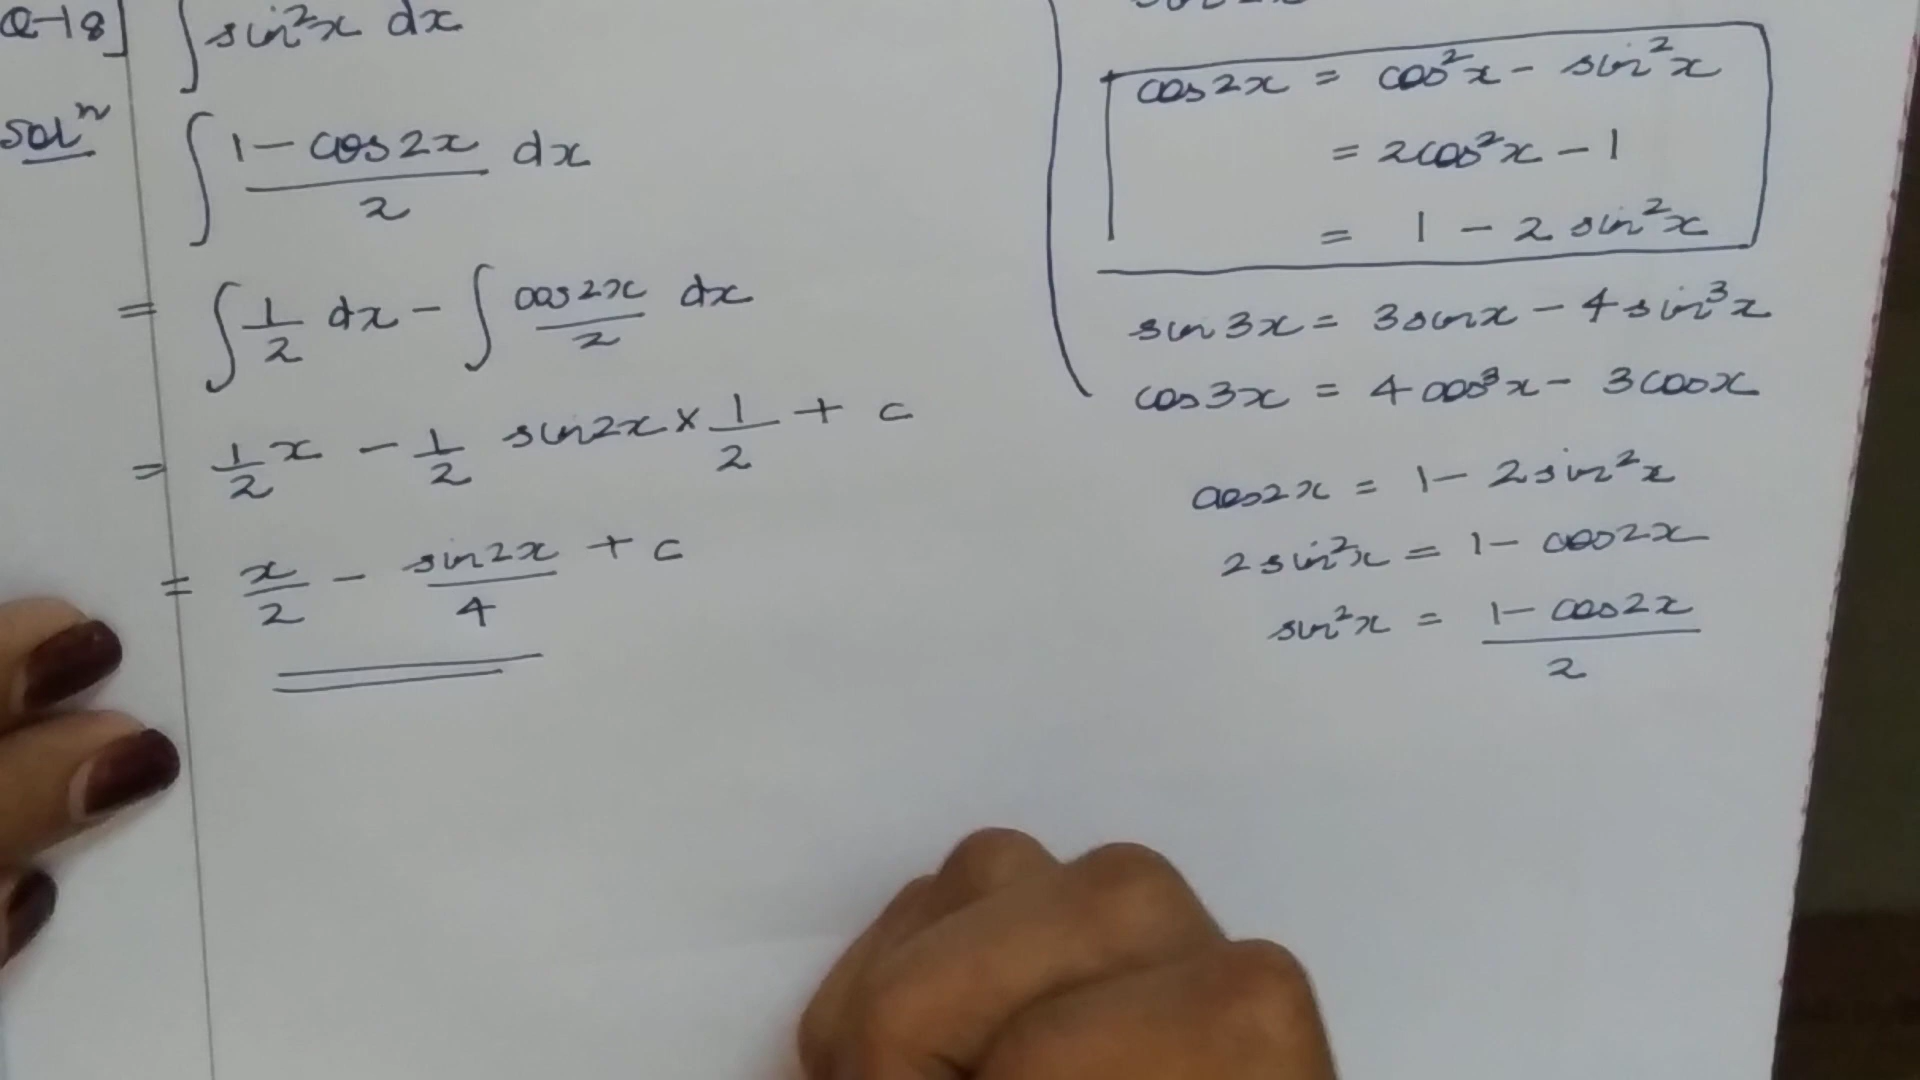 Q-18] ∫ sin²x dx
Solⁿ ∫ (1 - cos2x)/2 dx
= ∫ 1/2 dx - ∫ cos2x/2 dx
= 1/2 x - 1/2 sin2x × 1/2 + c
= x/2 - sin2x/4 + c
cos2x = cos²x - sin²x
= 2cos²x - 1
= 1 - 2 sin²x
sin3x = 3sinx - 4sin³x
cos3x = 4cos³x - 3cosx
cos2x = 1 - 2sin²x
2sin²x = 1 - cos2x
sin²x = (1 - cos2x)/2